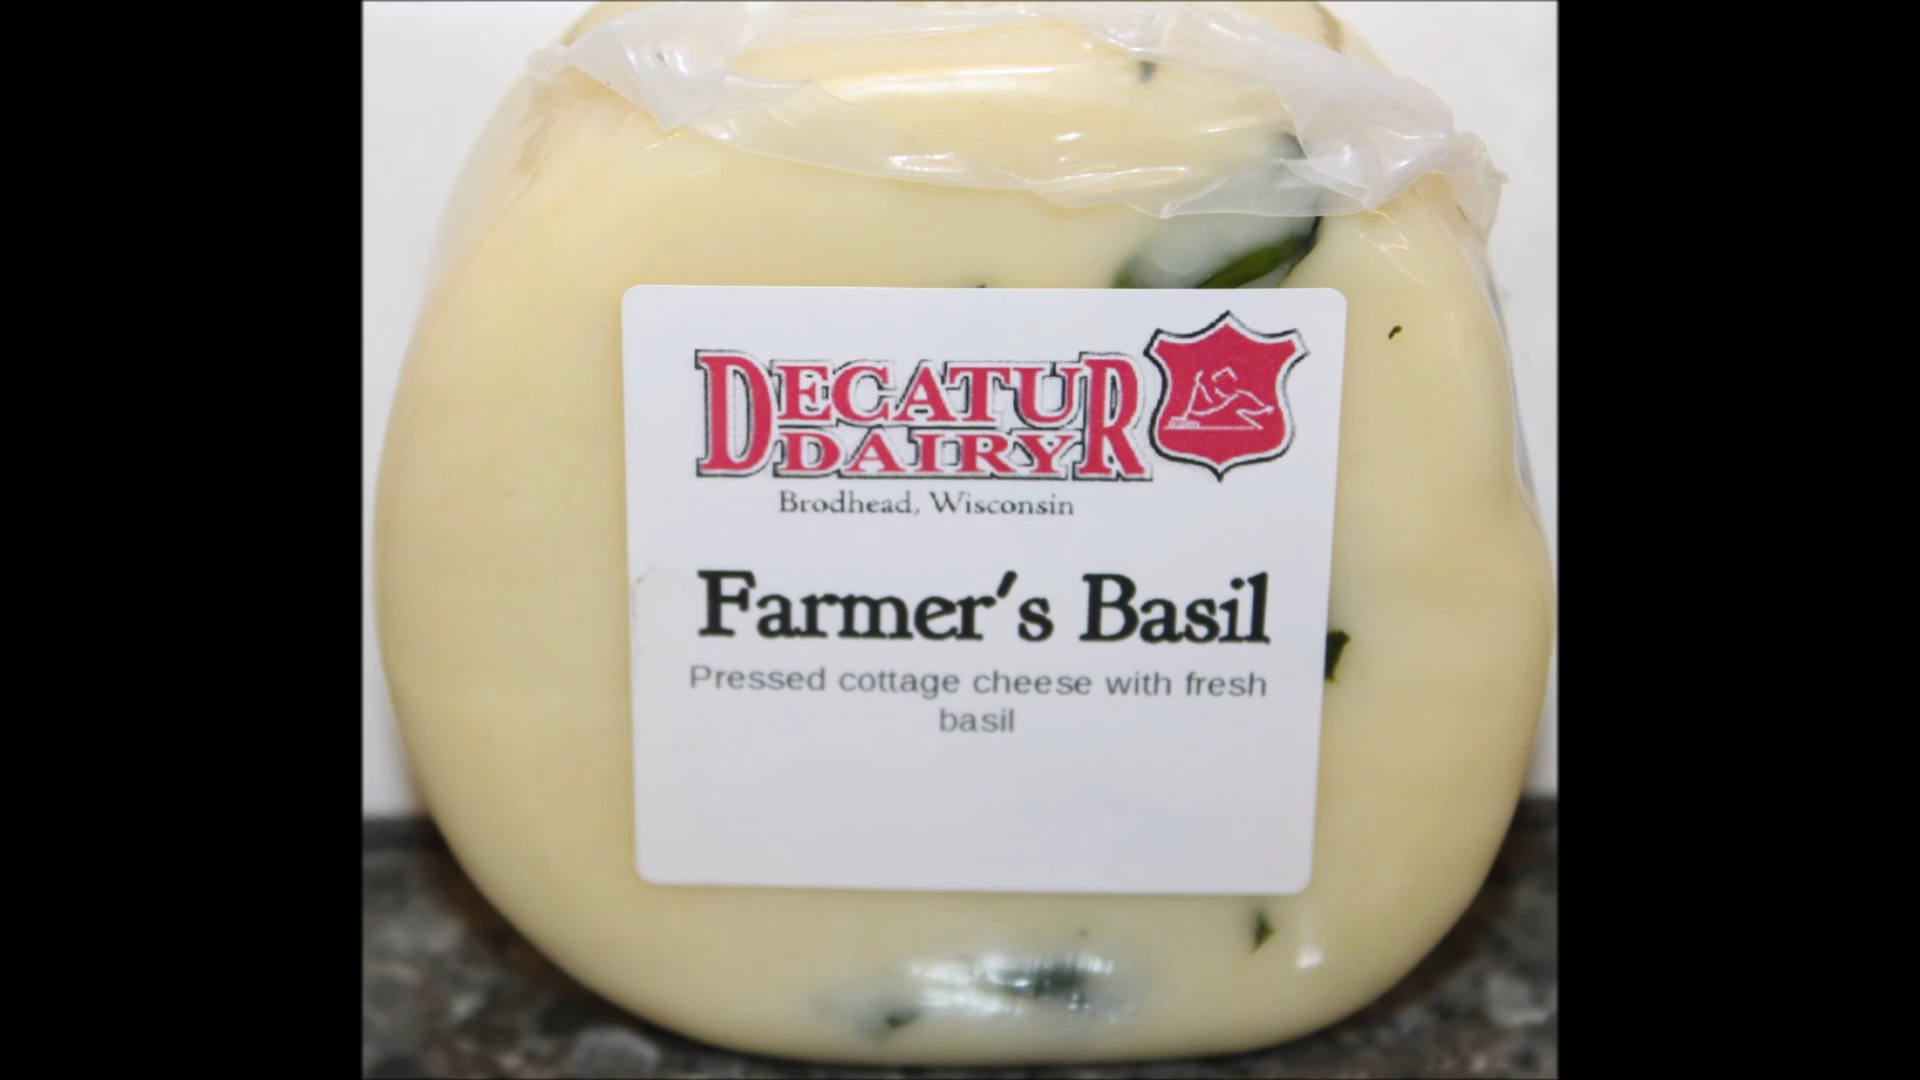 DECATUR
DAIRY
Brodhead, Wisconsin
Farmer's Basil
Pressed cottage cheese with fresh
basil